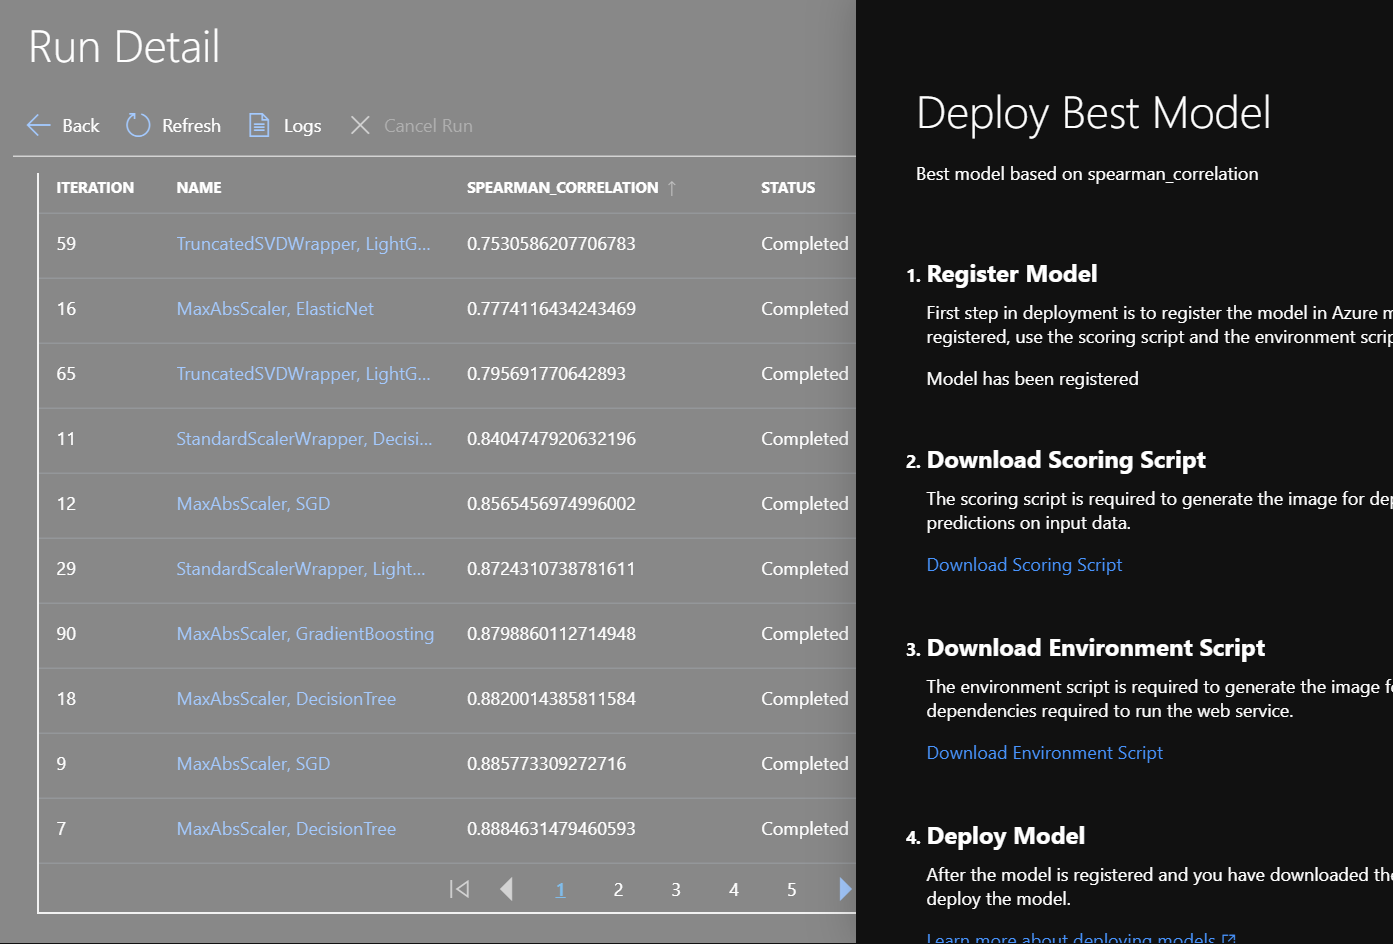 Run Detail
Back Refresh Logs Cancel Run
ITERATION NAME SPEARMAN_CORRELATION ↑ STATUS
59 TruncatedSVDWrapper, LightG... 0.7530586207706783 Completed
16 MaxAbsScaler, ElasticNet 0.7774116434243469 Completed
65 TruncatedSVDWrapper, LightG... 0.795691770642893 Completed
11 StandardScalerWrapper, Decisi... 0.8404747920632196 Completed
12 MaxAbsScaler, SGD 0.8565456974996002 Completed
29 StandardScalerWrapper, Light... 0.8724310738781611 Completed
90 MaxAbsScaler, GradientBoosting 0.8798860112714948 Completed
18 MaxAbsScaler, DecisionTree 0.8820014385811584 Completed
9 MaxAbsScaler, SGD 0.885773309272716 Completed
7 MaxAbsScaler, DecisionTree 0.8884631479460593 Completed
1 2 3 4 5
Deploy Best Model
Best model based on spearman_correlation
1. Register Model
First step in deployment is to register the model in Azure m
registered, use the scoring script and the environment scrip
Model has been registered
2. Download Scoring Script
The scoring script is required to generate the image for dep
predictions on input data.
Download Scoring Script
3. Download Environment Script
The environment script is required to generate the image fo
dependencies required to run the web service.
Download Environment Script
4. Deploy Model
After the model is registered and you have downloaded the
deploy the model.
Learn more about deploying models